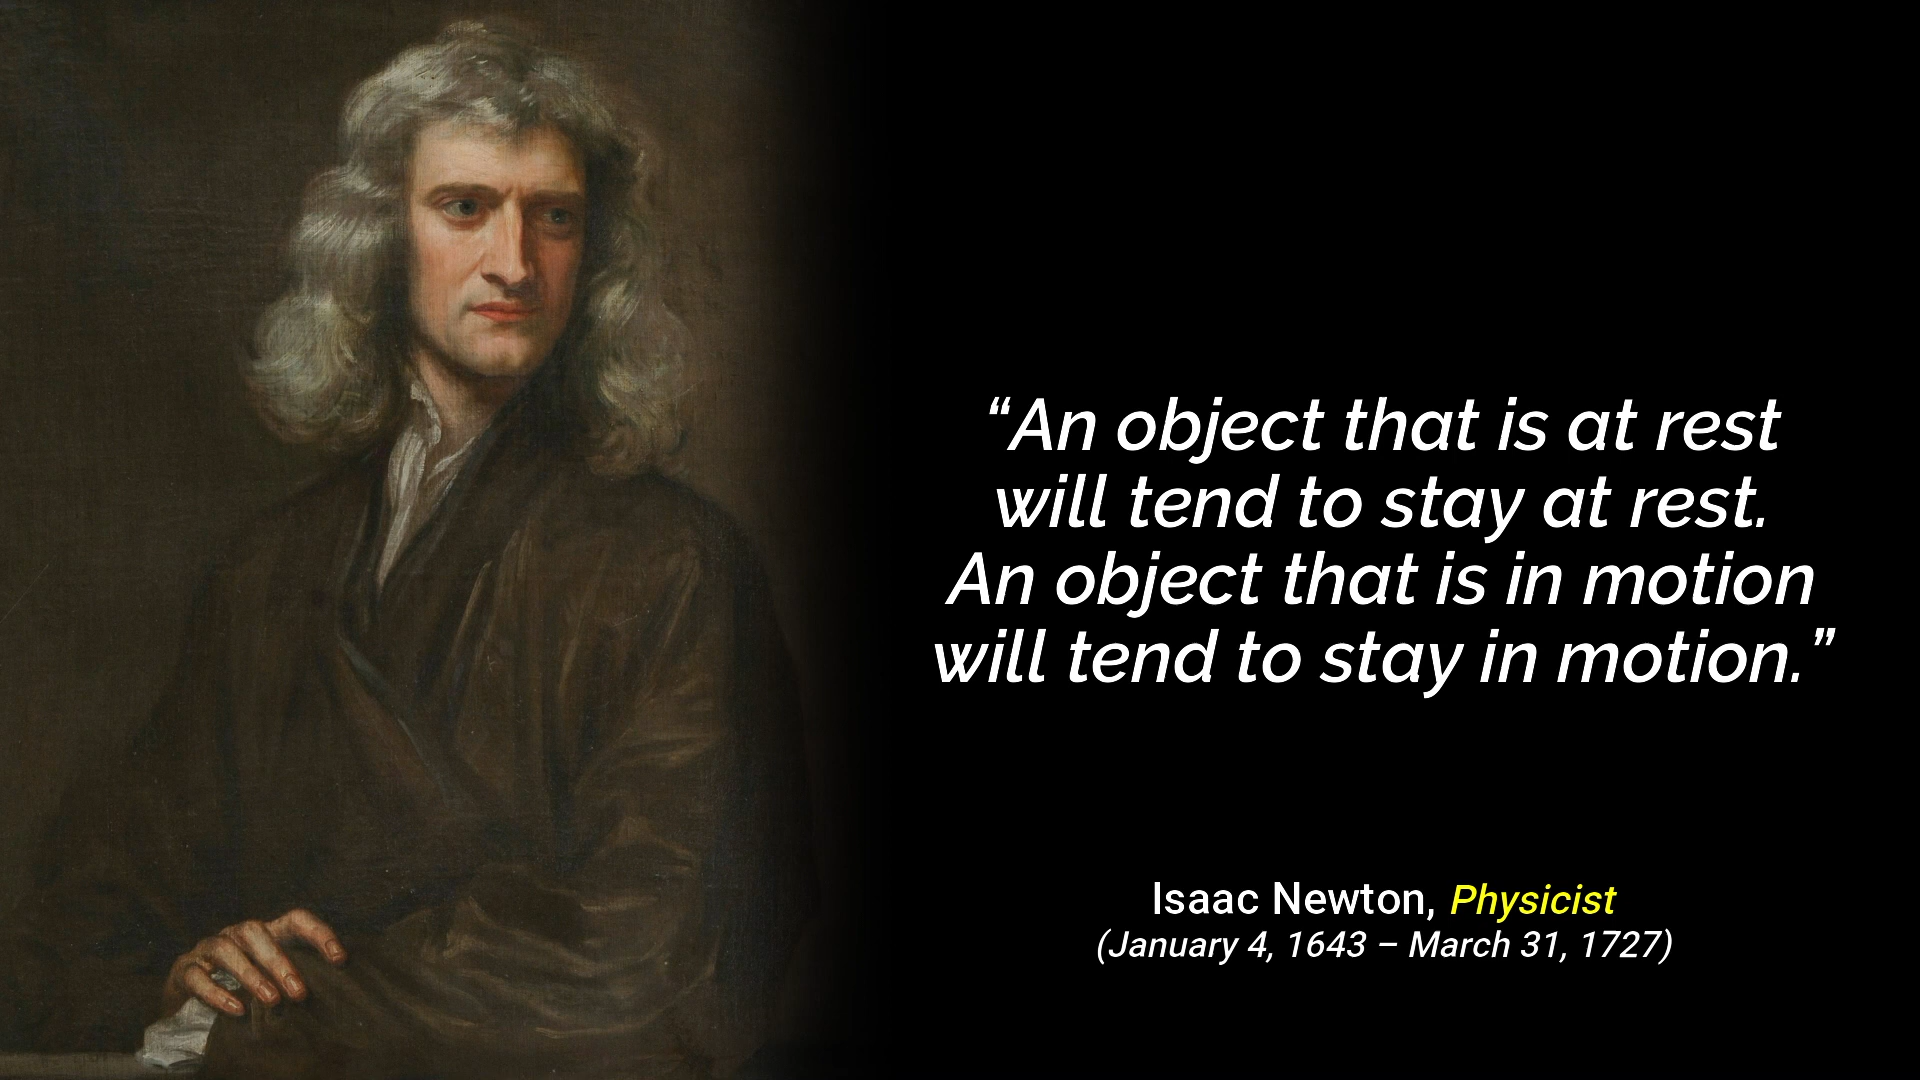 “An object that is at rest
will tend to stay at rest.
An object that is in motion
will tend to stay in motion.”
Isaac Newton, Physicist
(January 4, 1643 – March 31, 1727)